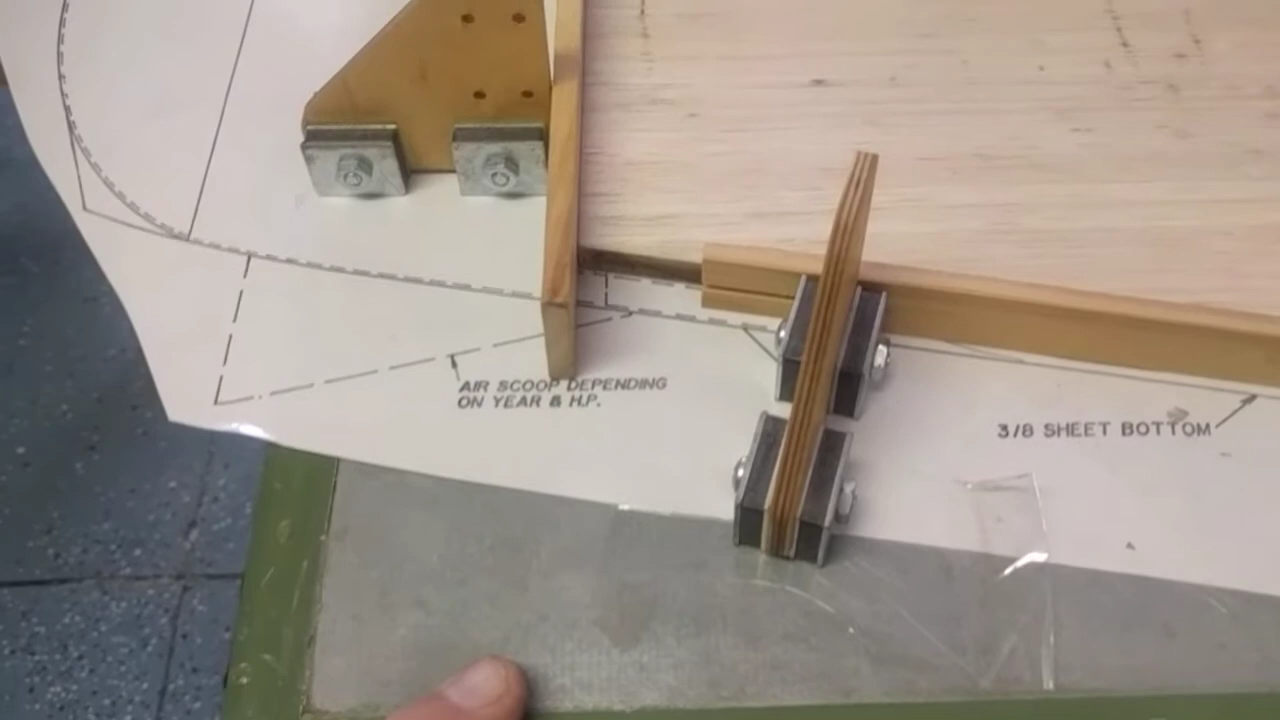 AIR SCOOP DEPENDING
ON YEAR & H.P.
3/8 SHEET BOTTOM